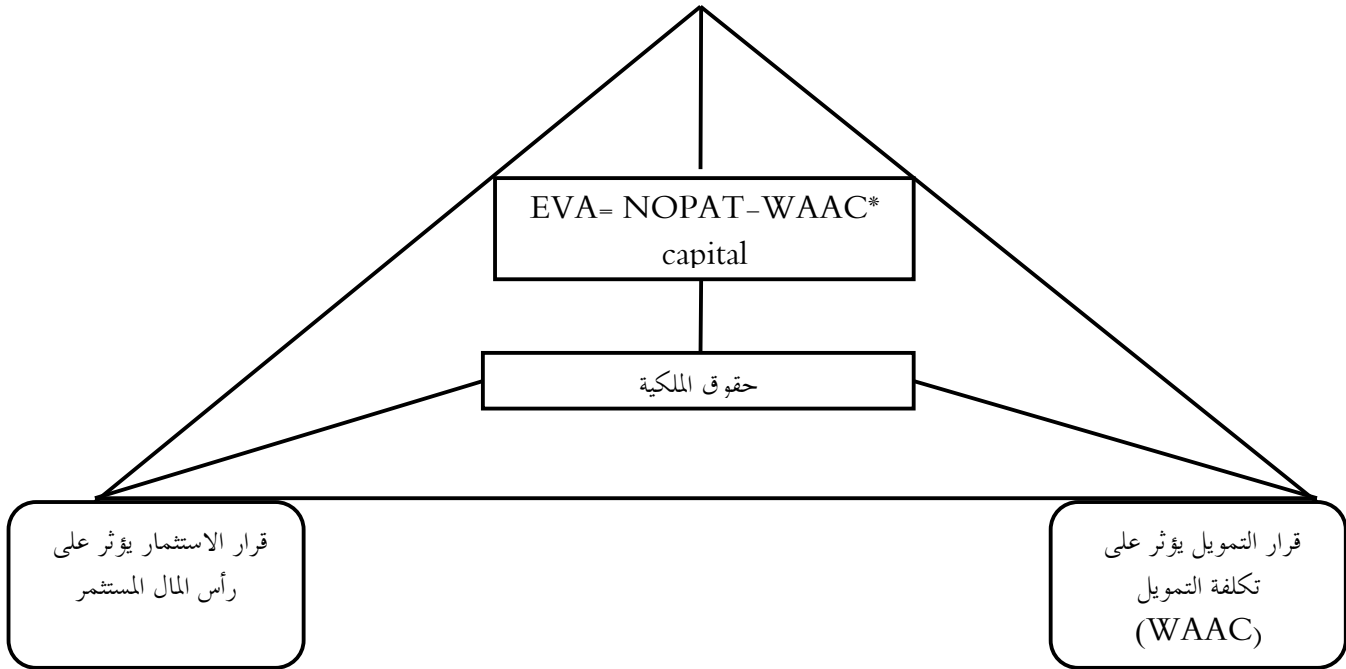 EVA= NOPAT-WAAC*
capital
حقوق الملكية
قرار الاستثمار يؤثر على
رأس المال المستثمر
قرار التمويل يؤثر على
تكلفة التمويل
(WAAC)